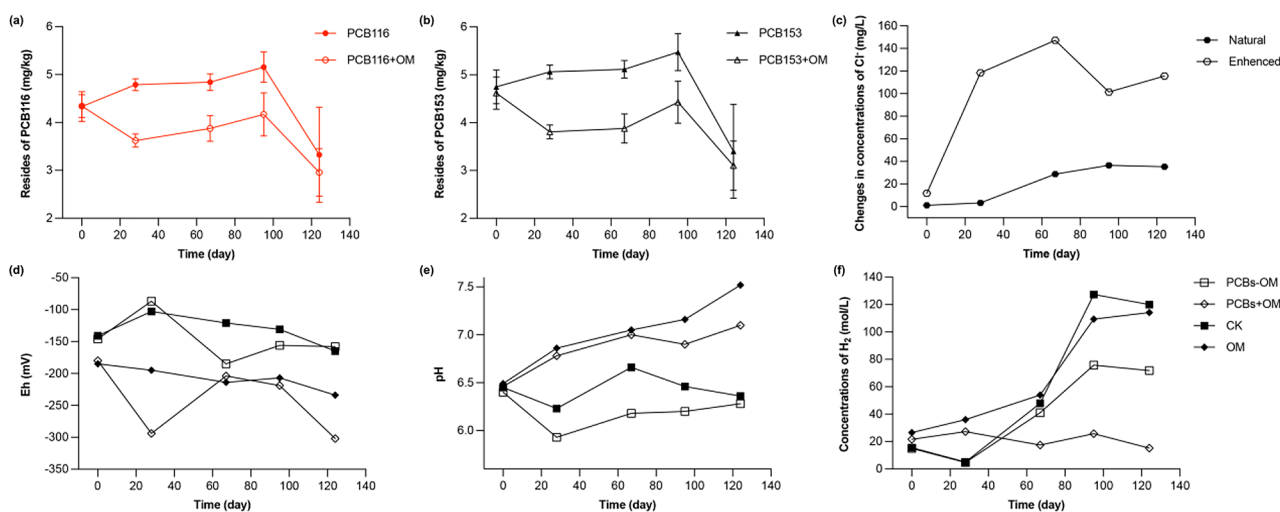 (a)
PCB116
PCB116+OM
Resides of PCB116 (mg/kg)
6
5
4
3
2
0 20 40 60 80 100 120 140
Time (day)
(b)
PCB153
PCB153+OM
Resides of PCB153 (mg/kg)
6
5
4
3
2
0 20 40 60 80 100 120 140
Time (day)
(c)
Natural
Enhenced
Chenges in concentrations of Cl- (mg/L)
160
140
120
100
80
60
40
20
0
0 20 40 60 80 100 120 140
Time (day)
(d)
Eh (mV)
-50
-100
-150
-200
-250
-300
-350
0 20 40 60 80 100 120 140
Time (day)
(e)
pH
7.5
7.0
6.5
6.0
0 20 40 60 80 100 120 140
Time (day)
(f)
PCBs-OM
PCBs+OM
CK
OM
Concentrations of H2 (mol/L)
140
120
100
80
60
40
20
0
0 20 40 60 80 100 120 140
Time (day)